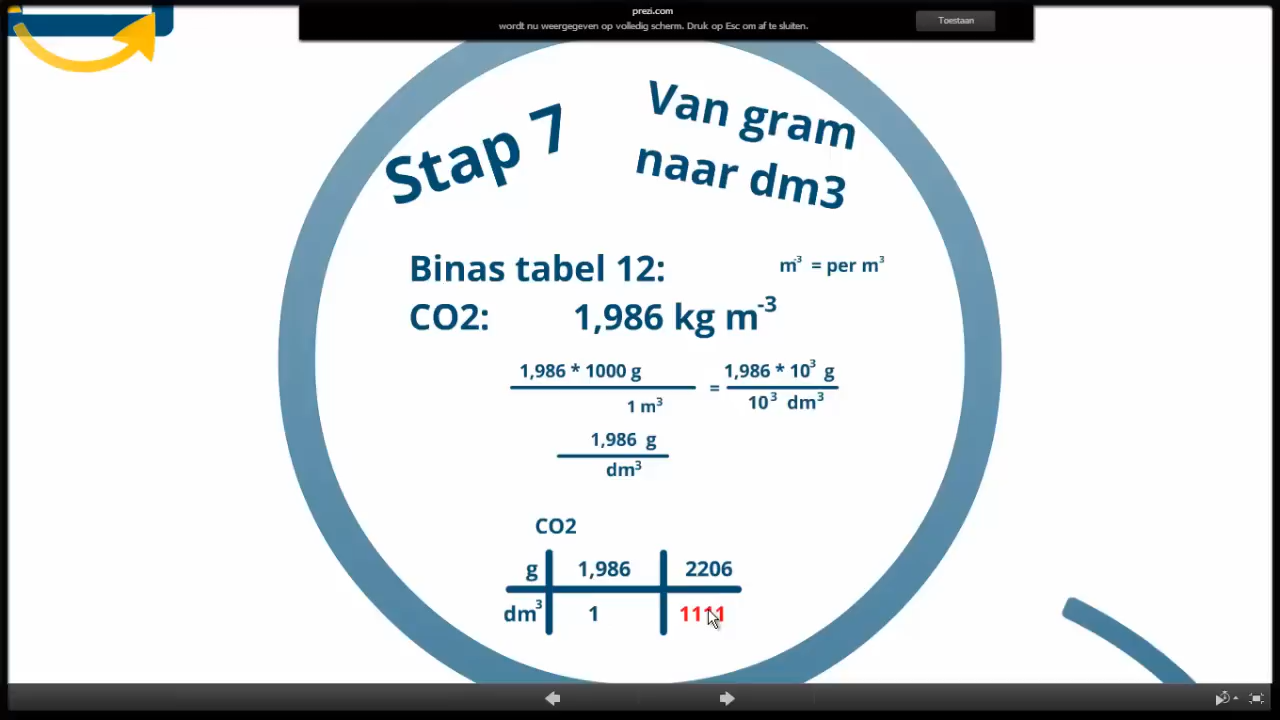 prezi.com
wordt nu weergegeven op volledig scherm. Druk op Esc om af te sluiten.
Toestaan
Stap 7
Van gram
naar dm3
Binas tabel 12:
m⁻³ = per m³
CO2: 1,986 kg m⁻³
1,986 * 1000 g
1 m³
=
1,986 * 10³ g
10³ dm³
1,986 g
dm³
CO2
g 1,986 2206
dm³ 1 1111